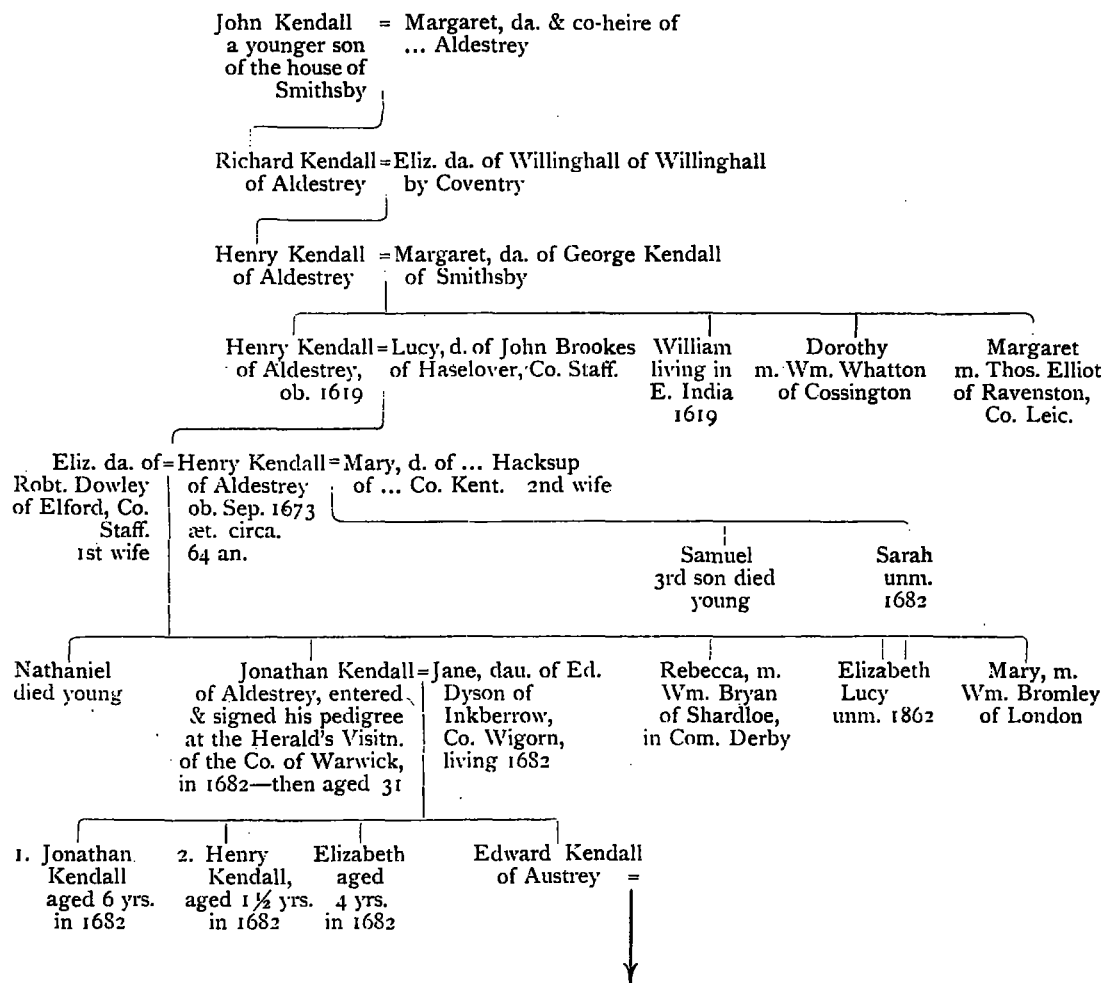 John Kendall = Margaret, da. & co-heire of
a younger son ... Aldestrey
of the house of
Smithsby
Richard Kendall = Eliz. da. of Willinghall of Willinghall
of Aldestrey by Coventry
Henry Kendall = Margaret, da. of George Kendall
of Aldestrey of Smithsby
Henry Kendall = Lucy, d. of John Brookes
of Aldestrey, of Haselover, Co. Staff.
ob. 1619
William
living in
E. India
1619
Dorothy
m. Wm. Whatton
of Cossington
Margaret
m. Thos. Elliot
of Ravenston,
Co. Leic.
Eliz. da. of = Henry Kendall = Mary, d. of ... Hacksup
Robt. Dowley of Aldestrey of ... Co. Kent. 2nd wife
of Elford, Co. ob. Sep. 1673
Staff. æt. circa.
1st wife 64 an.
Samuel
3rd son died
young
Sarah
unm.
1682
Nathaniel
died young
Jonathan Kendall = Jane, dau. of Ed.
of Aldestrey, entered Dyson of
& signed his pedigree Inkberrow,
at the Herald's Visitn. Co. Wigorn,
of the Co. of Warwick, living 1682
in 1682—then aged 31
Rebecca, m.
Wm. Bryan
of Shardloe,
in Com. Derby
Elizabeth
Lucy
unm. 1862
Mary, m.
Wm. Bromley
of London
1. Jonathan
Kendall
aged 6 yrs.
in 1682
2. Henry
Kendall,
aged 1½ yrs.
in 1682
Elizabeth
aged
4 yrs.
in 1682
Edward Kendall
of Austrey =